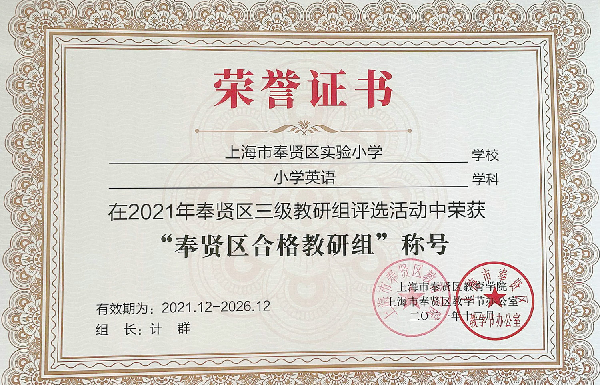 荣誉证书
上海市奉贤区实验小学 学校
小学英语 学科
在2021年奉贤区三级教研组评选活动中荣获
“奉贤区合格教研组”称号
上海市奉贤区教育学院
上海市奉贤区教学节办公室
有效期为：2021.12-2026.12
组 长：计 群